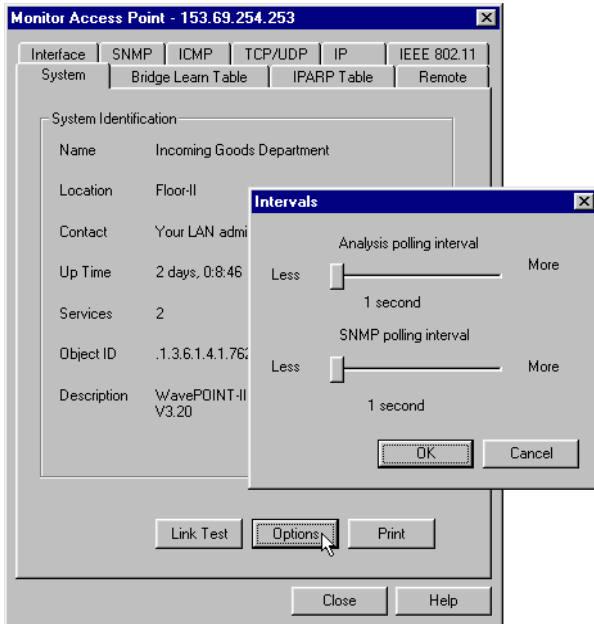 Monitor Access Point - 153.69.254.253
Interface SNMP ICMP TCP/UDP IP IEEE 802.11
System Bridge Learn Table IPARP Table Remote
System Identification
Name Incoming Goods Department
Location Floor-II
Contact Your LAN admi
Up Time 2 days, 0:8:46
Services 2
Object ID .1.3.6.1.4.1.762
Description WavePOINT-II
V3.20
Link Test Options Print
Close Help
Intervals
Analysis polling interval
Less More
1 second
SNMP polling interval
Less More
1 second
OK Cancel